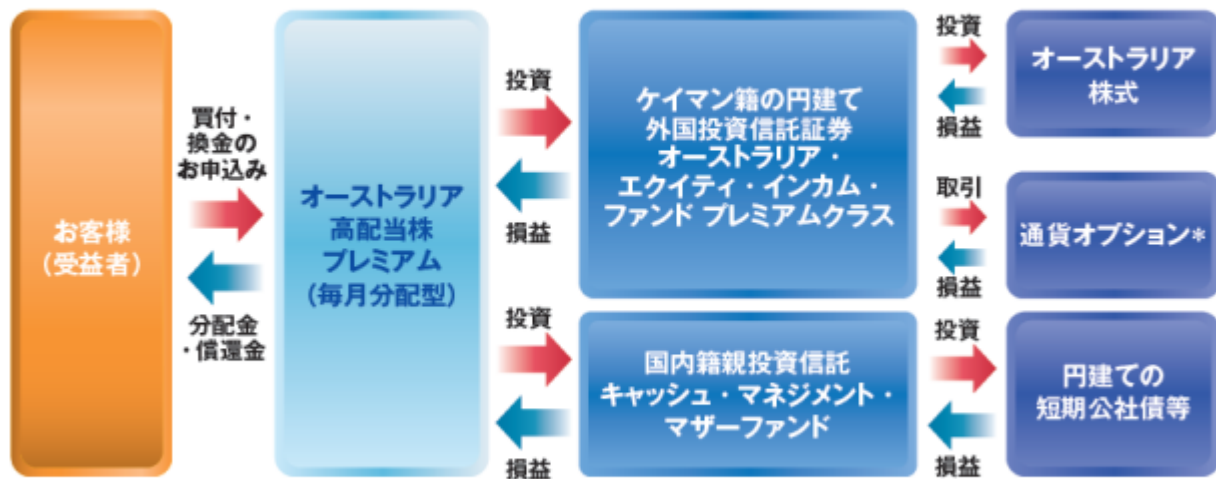 お客様
(受益者)
買付・
換金の
お申込み
分配金
・償還金
オーストラリア
高配当株
プレミアム
(毎月分配型)
投資
損益
投資
損益
ケイマン籍の円建て
外国投資信託証券
オーストラリア・
エクイティ・インカム・
ファンド プレミアムクラス
国内籍親投資信託
キャッシュ・マネジメント・
マザーファンド
投資
損益
取引
損益
投資
損益
オーストラリア
株式
通貨オプション*
円建ての
短期公社債等